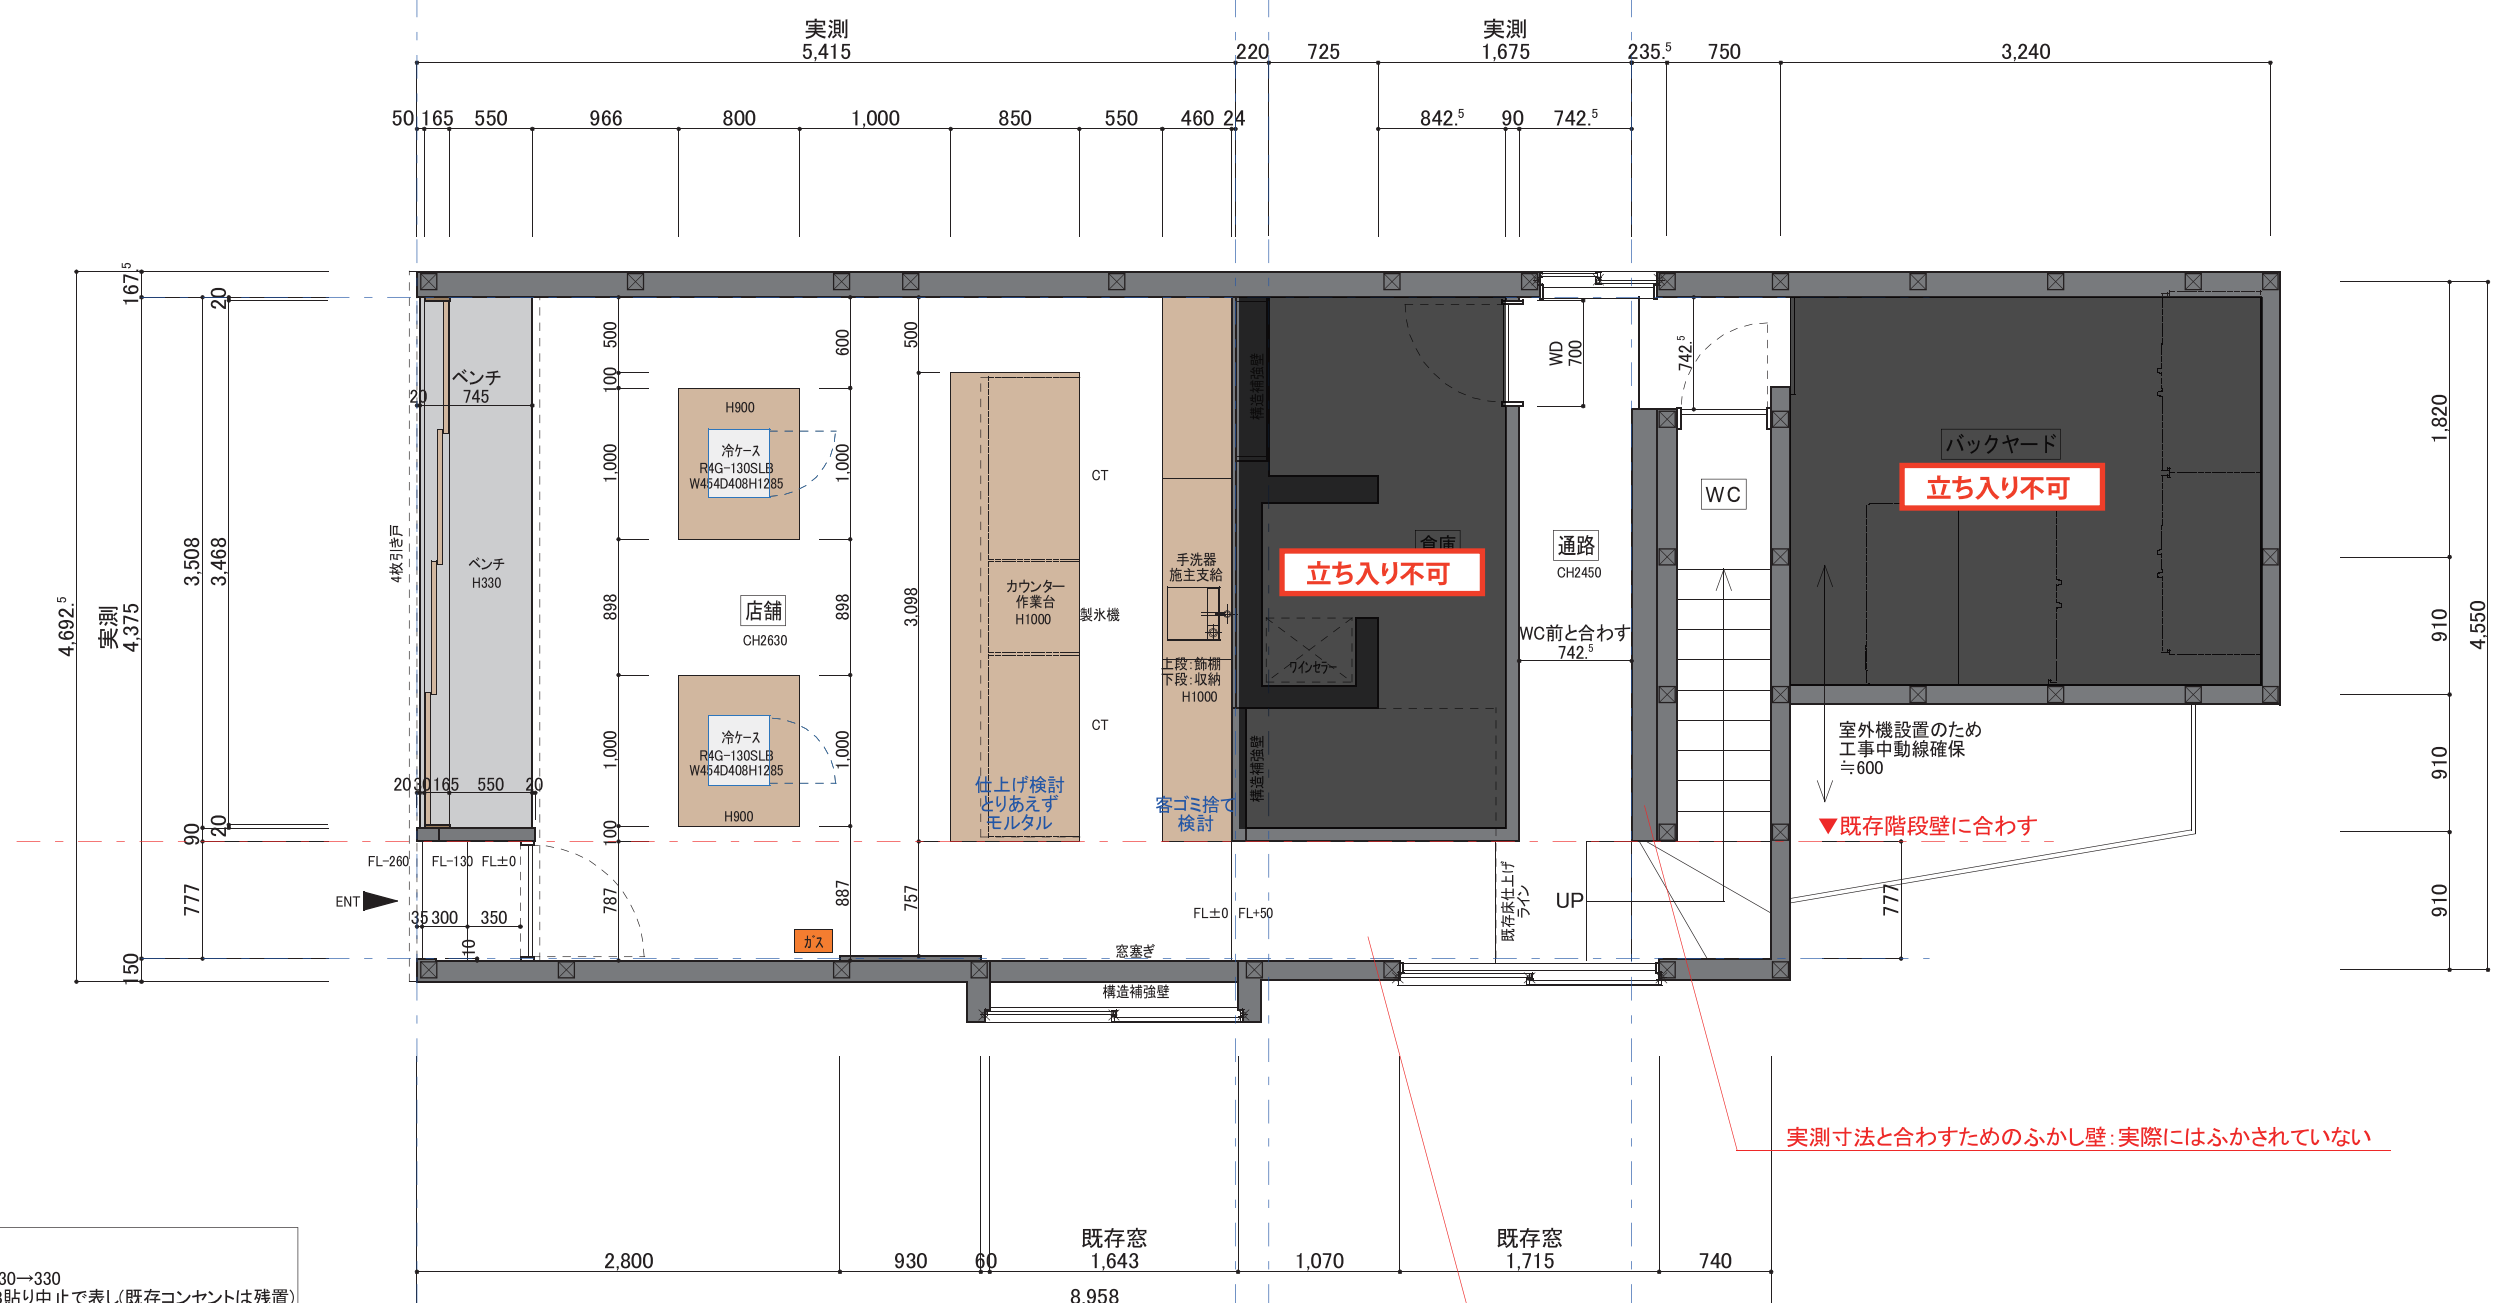 実測
5,415
220
725
実測
1,675
235.5
750
3,240
50
165
550
966
800
1,000
850
550
460
24
842.5
90
742.5
167.5
20
4,692.5
実測
4,375
3,508
3,468
90
20
777
150
4枚引き戸
ベンチ
20
745
ベンチ
H330
20
30
165
550
20
FL-260
FL-130
FL±0
ENT
35
300
350
10
500
100
1,000
898
1,000
100
787
H900
冷ケース
R4G-130SLB
W454D408H1285
店舗
CH2630
冷ケース
R4G-130SLB
W454D408H1285
H900
600
1,000
898
1,000
887
500
3,098
757
ガス
CT
カウンター
作業台
H1000
製氷機
CT
仕上げ検討
とりあえず
モルタル
手洗器
施主支給
上段:飾棚
下段:収納
H1000
客ゴミ捨て
検討
構造補強壁
構造補強壁
倉庫
立ち入り不可
ワインセラー
FL±0
FL+50
窓塞ぎ
構造補強壁
既存床仕上げ
ライン
WD
700
通路
CH2450
WC前と合わす
742.5
742.5
WC
UP
バックヤード
立ち入り不可
室外機設置のため
工事中動線確保
≒600
▼既存階段壁に合わす
777
1,820
910
910
910
4,550
実測寸法と合わすためのふかし壁:実際にはふかされていない
2,800
930
60
既存窓
1,643
1,070
既存窓
1,715
740
8,958
30→330
貼り中止で表し(既存コンセントは残置)